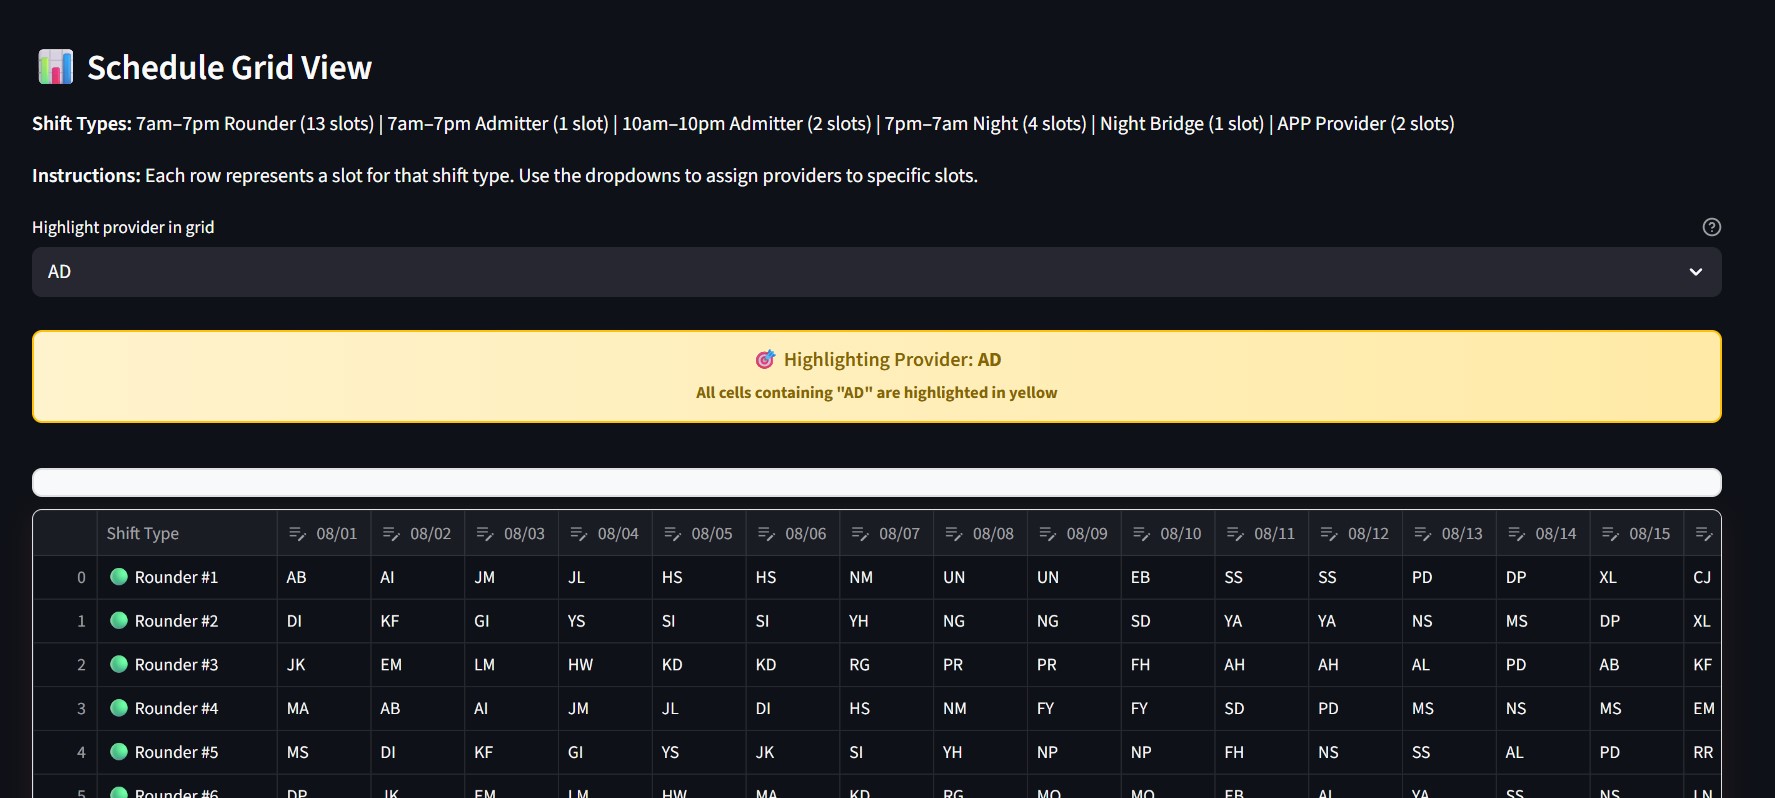 Schedule Grid View
Shift Types: 7am–7pm Rounder (13 slots) | 7am–7pm Admitter (1 slot) | 10am–10pm Admitter (2 slots) | 7pm–7am Night (4 slots) | Night Bridge (1 slot) | APP Provider (2 slots)
Instructions: Each row represents a slot for that shift type. Use the dropdowns to assign providers to specific slots.
Highlight provider in grid
AD
Highlighting Provider: AD
All cells containing "AD" are highlighted in yellow
Shift Type 08/01 08/02 08/03 08/04 08/05 08/06 08/07 08/08 08/09 08/10 08/11 08/12 08/13 08/14 08/15
0 Rounder #1 AB AI JM JL HS HS NM UN UN EB SS SS PD DP XL CJ
1 Rounder #2 DI KF GI YS SI SI YH NG NG SD YA YA NS MS DP XL
2 Rounder #3 JK EM LM HW KD KD RG PR PR FH AH AH AL PD AB KF
3 Rounder #4 MA AB AI JM JL DI HS NM FY FY SD PD MS NS MS EM
4 Rounder #5 MS DI KF GI YS JK SI YH NP NP FH NS SS AL PD RR
5 Rounder #6 DP JK EM LM HW MA KD RG MO MO EB AL YA SS NS LN